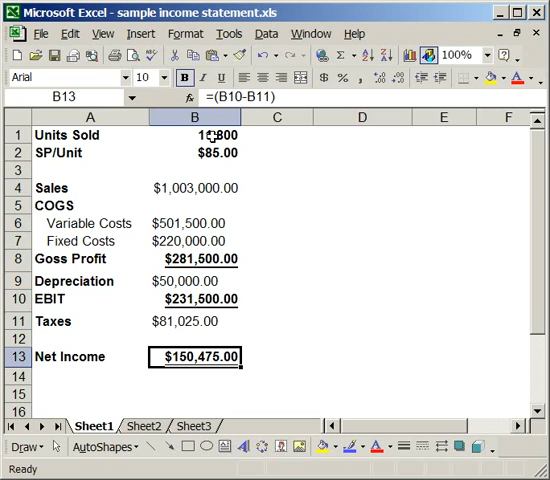 Microsoft Excel - sample income statement.xls
File Edit View Insert Format Tools Data Window Help
Σ 100% ?
Arial 10 B I U $ % ,
B13 fx =(B10-B11)
A B C D E F
1 Units Sold
2 SP/Unit $85.00
3
4 Sales $1,003,000.00
5 COGS
6 Variable Costs $501,500.00
7 Fixed Costs $220,000.00
8 Goss Profit $281,500.00
9 Depreciation $50,000.00
10 EBIT $231,500.00
11 Taxes $81,025.00
12
13 Net Income $150,475.00
14
15
16
Sheet1 Sheet2 Sheet3
Draw AutoShapes A
Ready